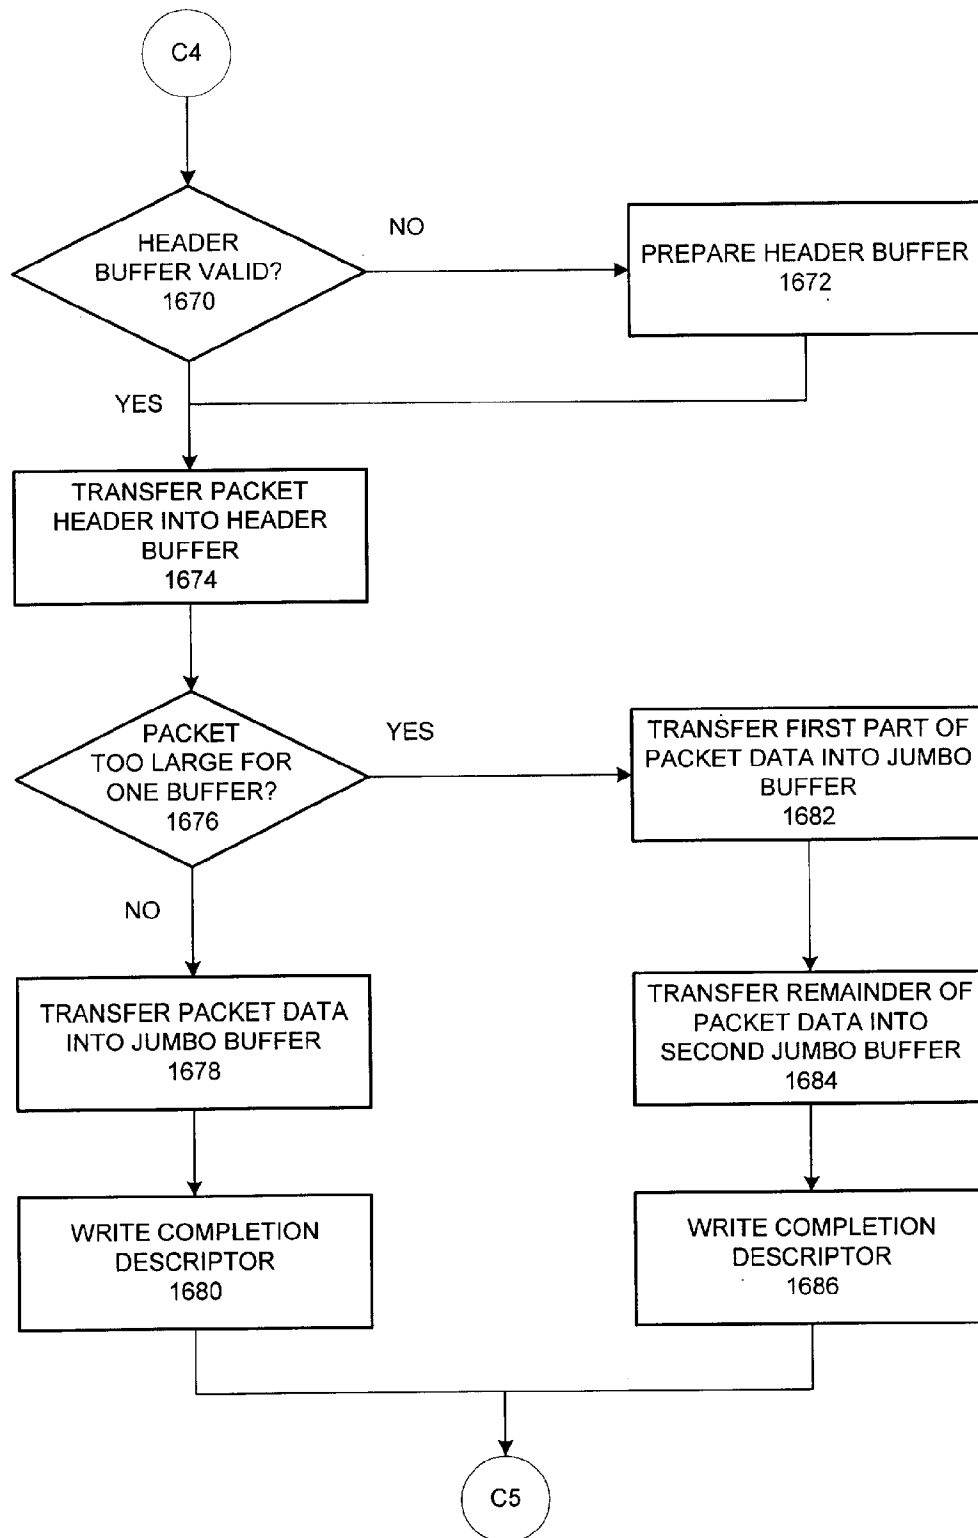 C4
HEADER
BUFFER VALID?
1670
NO
PREPARE HEADER BUFFER
1672
YES
TRANSFER PACKET
HEADER INTO HEADER
BUFFER
1674
PACKET
TOO LARGE FOR
ONE BUFFER?
1676
YES
TRANSFER FIRST PART OF
PACKET DATA INTO JUMBO
BUFFER
1682
NO
TRANSFER PACKET DATA
INTO JUMBO BUFFER
1678
TRANSFER REMAINDER OF
PACKET DATA INTO
SECOND JUMBO BUFFER
1684
WRITE COMPLETION
DESCRIPTOR
1680
WRITE COMPLETION
DESCRIPTOR
1686
C5